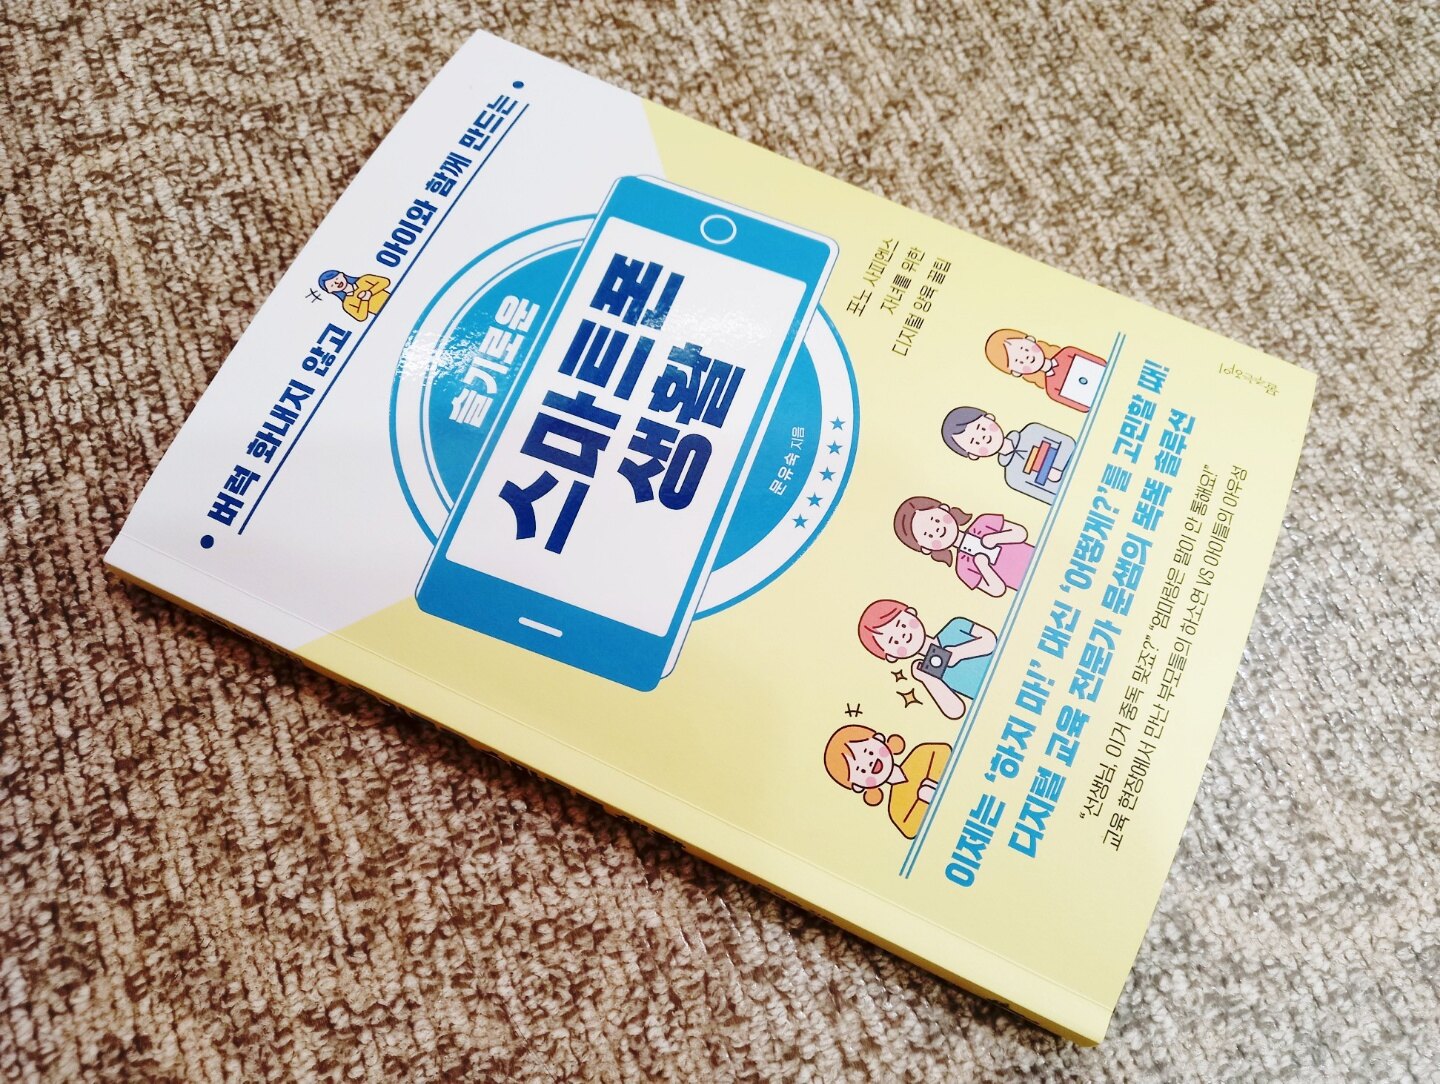 버럭 화내지 않고 아이와 함께 만드는
슬기로운
스마트폰
생활
문유숙 지음
포노 사피엔스
자녀를 위한
디지털 양육 꿀팁
이제는 ‘하지 마!’ 대신 ‘어떻게?’를 고민할 때!
디지털 교육 전문가 문샘의 똑똑 솔루션
“선생님, 이거 중독 맞죠?” “엄마랑은 말이 안 통해요!”
교육 현장에서 만난 부모들의 하소연 VS 아이들의 아우성